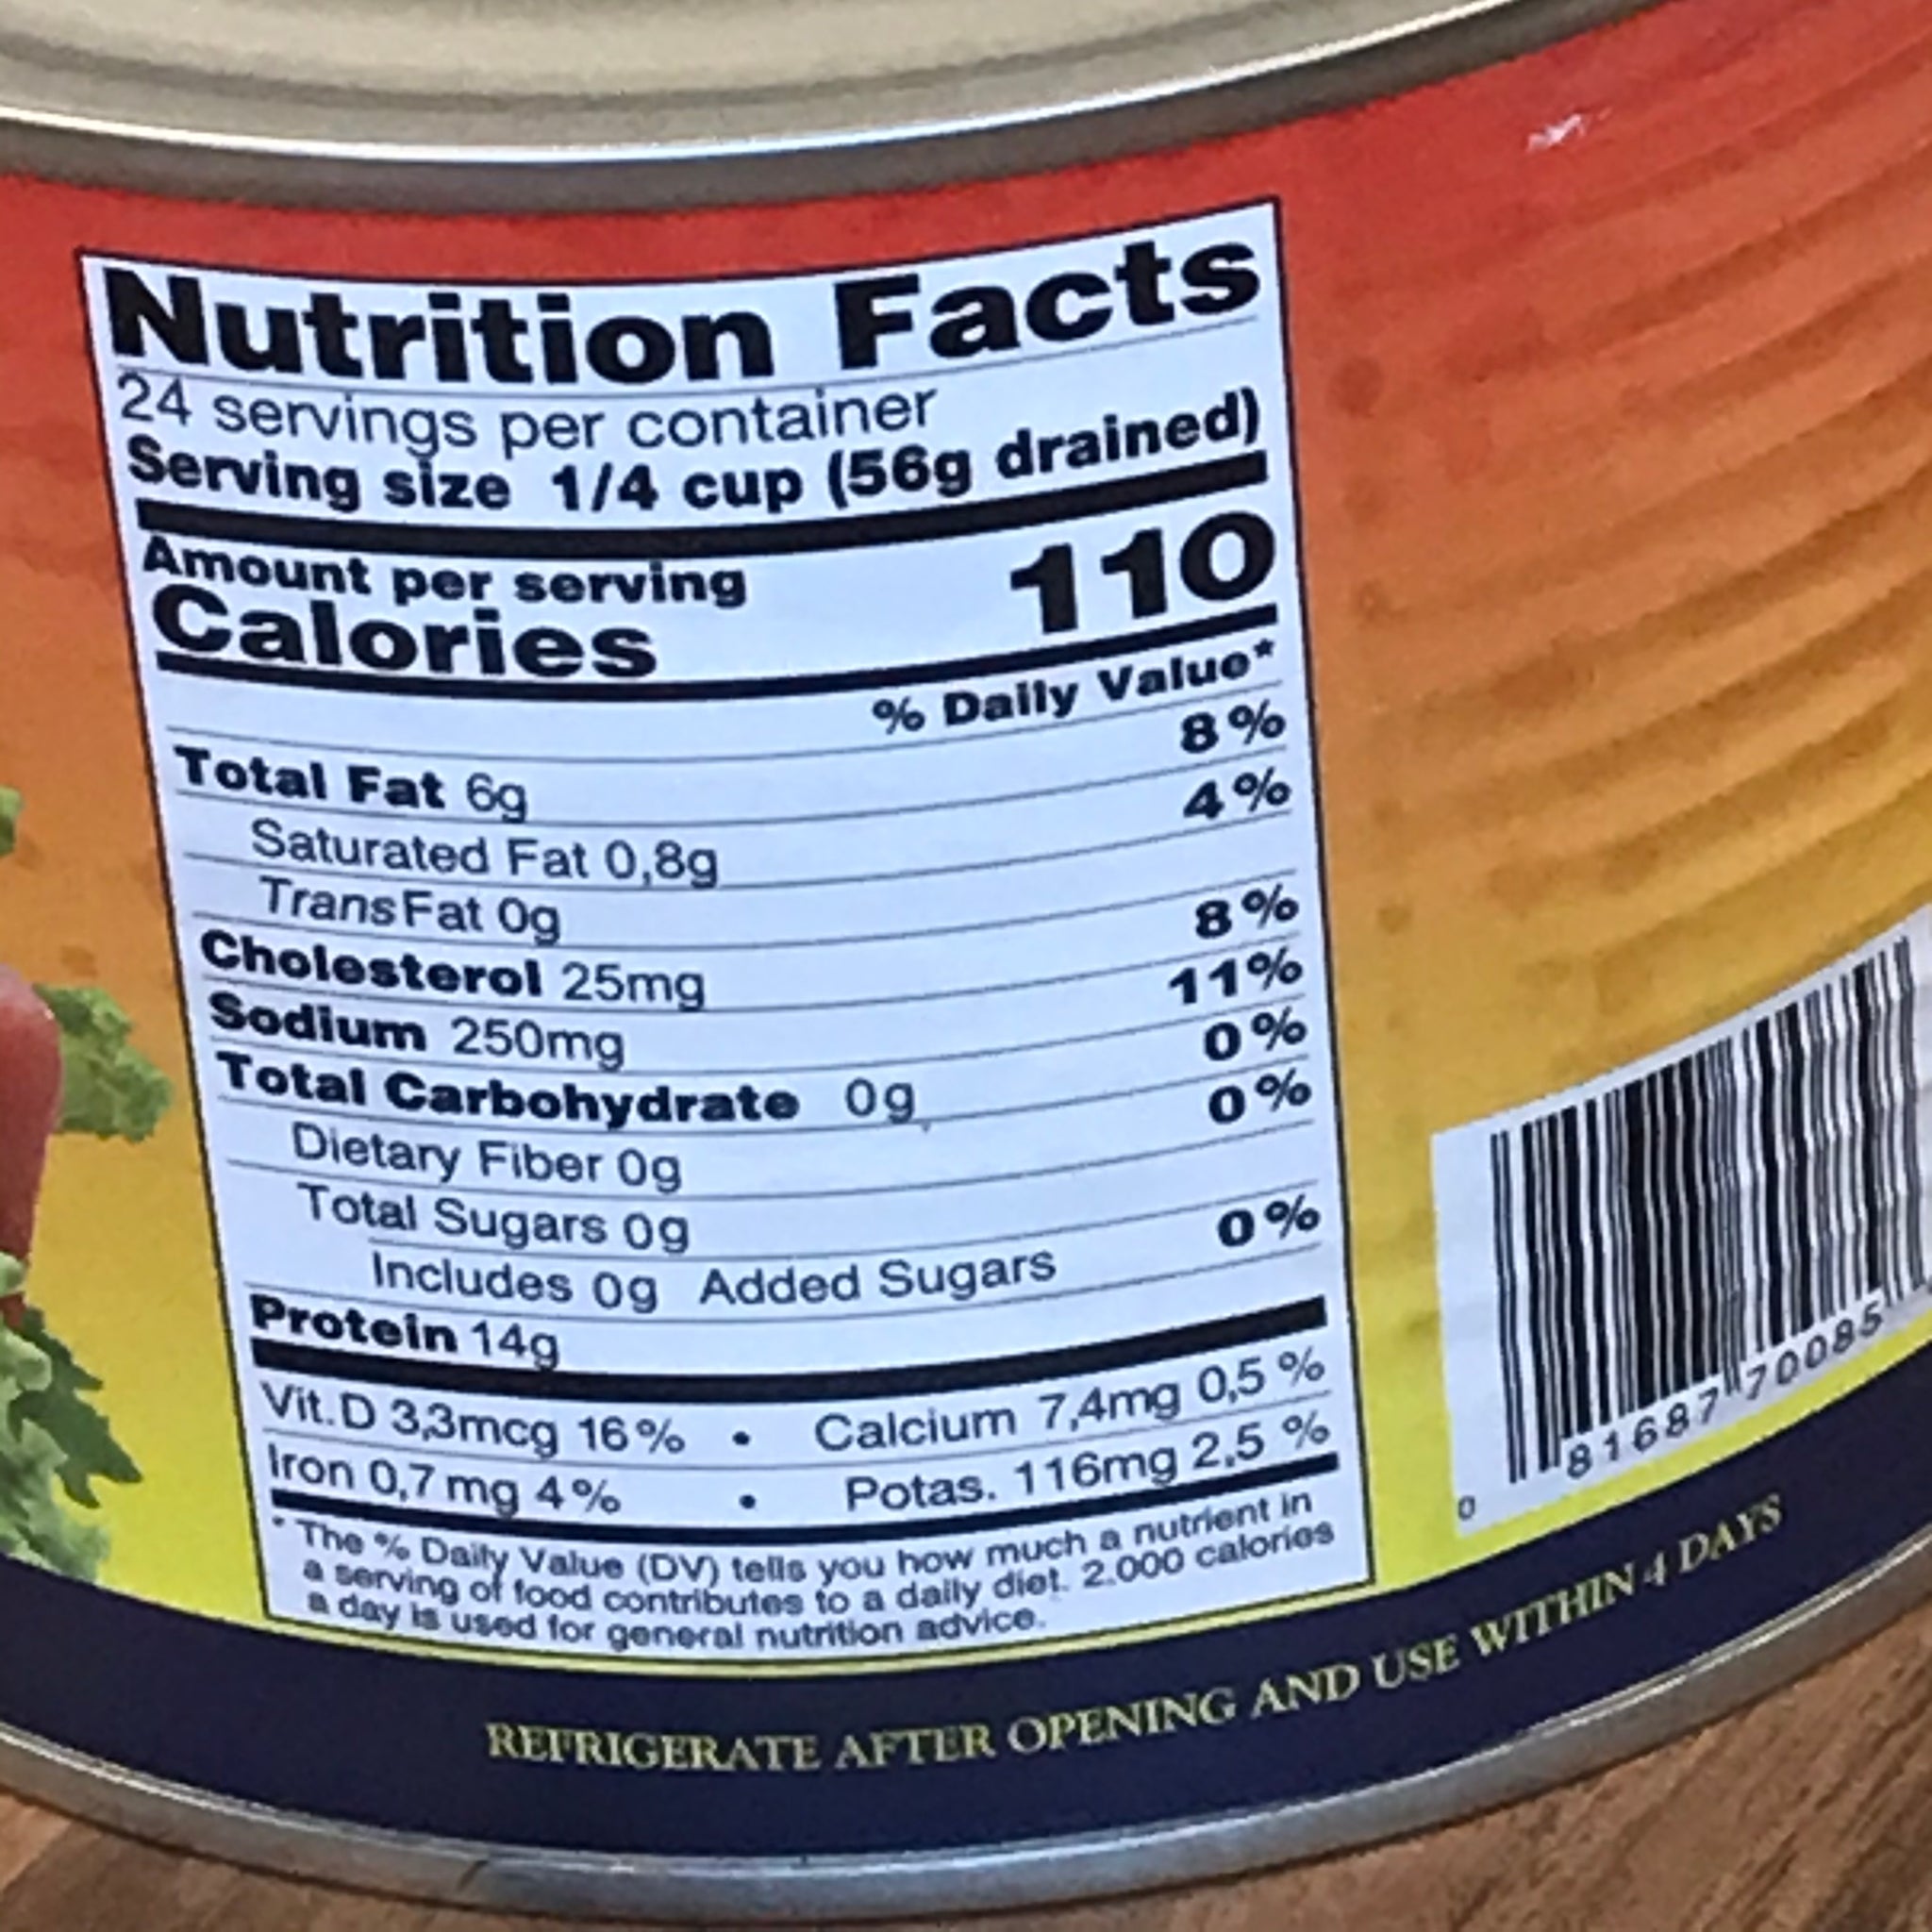 Nutrition Facts
24 servings per container
Serving size 1/4 cup (56g drained)
Amount per serving
Calories 110
% Daily Value*
Total Fat 6g 8%
Saturated Fat 0,8g 4%
Trans Fat 0g
Cholesterol 25mg 8%
Sodium 250mg 11%
Total Carbohydrate 0g 0%
Dietary Fiber 0g 0%
Total Sugars 0g
Includes 0g Added Sugars 0%
Protein 14g
Vit.D 3,3mcg 16% • Calcium 7,4mg 0,5 %
Iron 0,7 mg 4% • Potas. 116mg 2,5 %
* The % Daily Value (DV) tells you how much a nutrient in
a serving of food contributes to a daily diet. 2.000 calories
a day is used for general nutrition advice.
0 81687 70085
REFRIGERATE AFTER OPENING AND USE WITHIN 4 DAYS